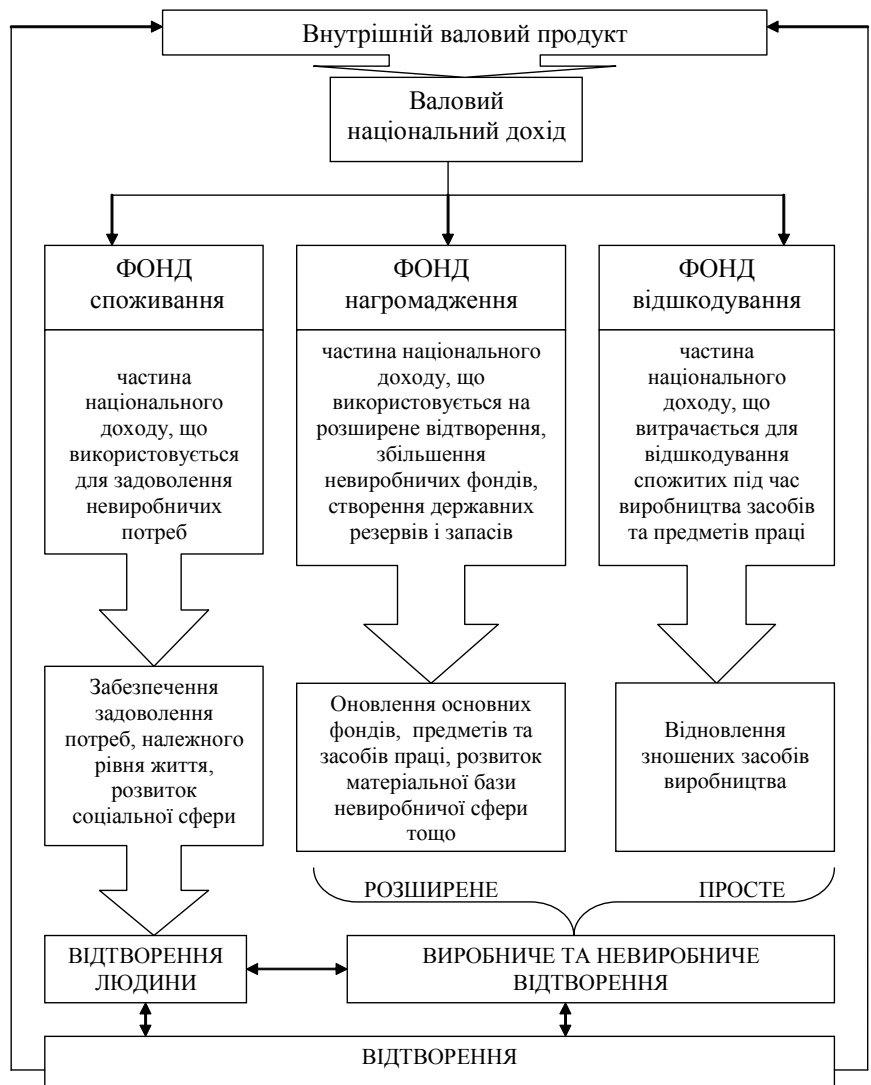 Внутрішній валовий продукт
Валовий
національний дохід
ФОНД
споживання
ФОНД
нагромадження
ФОНД
відшкодування
частина
національного
доходу, що
використовується
для задоволення
невиробничих
потреб
частина національного
доходу, що
використовується на
розширене відтворення,
збільшення
невиробничих фондів,
створення державних
резервів і запасів
частина
національного
доходу, що
витрачається для
відшкодування
спожитих під час
виробництва засобів
та предметів праці
Забезпечення
задоволення
потреб, належного
рівня життя,
розвиток
соціальної сфери
Оновлення основних
фондів, предметів та
засобів праці, розвиток
матеріальної бази
невиробничої сфери
тощо
Відновлення
зношених засобів
виробництва
РОЗШИРЕНЕ
ПРОСТЕ
ВІДТВОРЕННЯ
ЛЮДИНИ
ВИРОБНИЧЕ ТА НЕВИРОБНИЧЕ
ВІДТВОРЕННЯ
ВІДТВОРЕННЯ